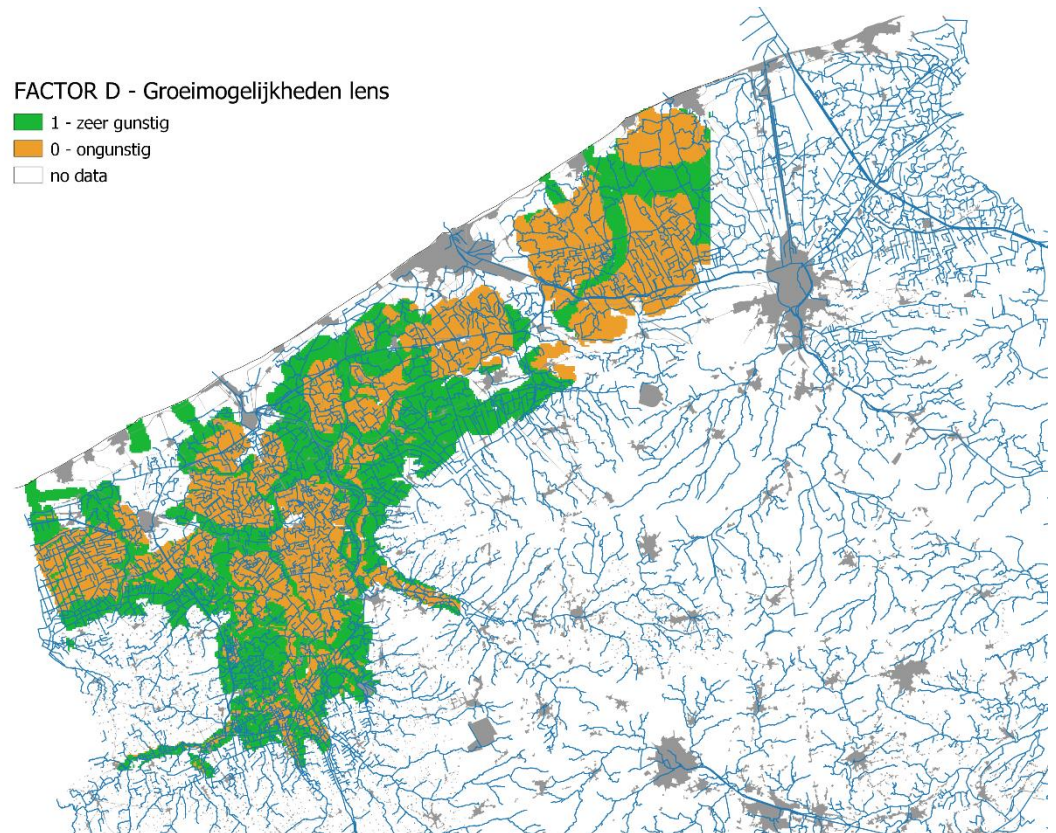 FACTOR D - Groeimogelijkheden lens
1 - zeer gunstig
0 - ongunstig
no data